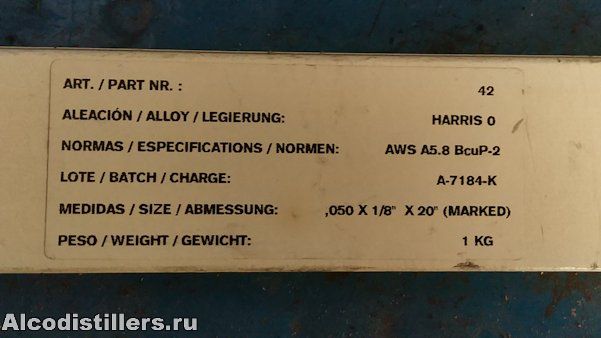 ART. / PART NR. : 42
ALEACIÓN / ALLOY / LEGIERUNG: HARRIS 0
NORMAS / ESPECIFICATIONS / NORMEN: AWS A5.8 BcuP-2
LOTE / BATCH / CHARGE: A-7184-K
MEDIDAS / SIZE / ABMESSUNG: ,050 X 1/8" X 20" (MARKED)
PESO / WEIGHT / GEWICHT: 1 KG
Alcodistillers.ru